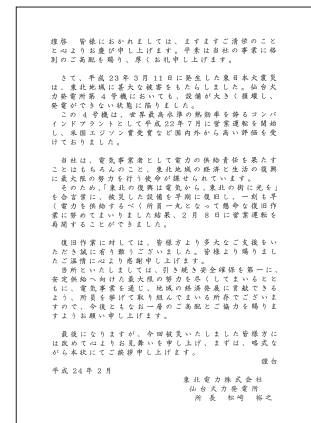 謹啓　皆様におかれましては、ますますご清祥のこと
と心よりお慶び申し上げます。平素は当社の事業に格
別のご高配を賜り、厚くお礼申し上げます。
さて、平成23年3月11日に発生した東日本大震災
は、東北地域に甚大な被害をもたらしました。仙台火
力発電所第4号機においても、設備が大きく損壊し、
発電ができない状態に陥りました。
この4号機は、世界最高水準の熱効率を誇るコンバ
インドプラントとして平成22年7月に営業運転を開始
し、米国エジソン賞受賞など国内外から高い評価を受
けておりました。
当社は、電気事業者として電力の供給責任を果たす
ことはもちろんのこと、東北地域の経済と生活の復興
に最大限の努力を行う使命が課せられています。
そのため、「東北の復興は電気から、東北の街に光を」
を合言葉に、被災した設備を早期に復旧し、一刻も早
く電力を供給するべく所員一丸となって懸命な復旧作
業に努めてまいりました結果、2月8日に営業運転を
再開することができました。
復旧作業に対しては、皆様方より多大なご支援をい
ただき誠に有り難うございました。皆様より賜りまし
たご温情に心より感謝申し上げます。
当所といたしましては、引き続き安全確保を第一に、
安定供給へ向けた最大限の努力を尽くしてまいるとと
もに、電気事業を通じ、地域の経済発展に貢献できる
よう、所員を挙げて取り組んでまいる所存でございま
すので、今後ともなお一層のご高配とご協力を賜りま
すようお願い申し上げます。
最後になりますが、今回被災いたしました皆様方に
は改めて心よりお見舞いを申し上げ、まずは、略式な
がら本状にてご挨拶申し上げます。
謹白
平成24年2月
東北電力株式会社
仙台火力発電所
所長　松崎　裕之